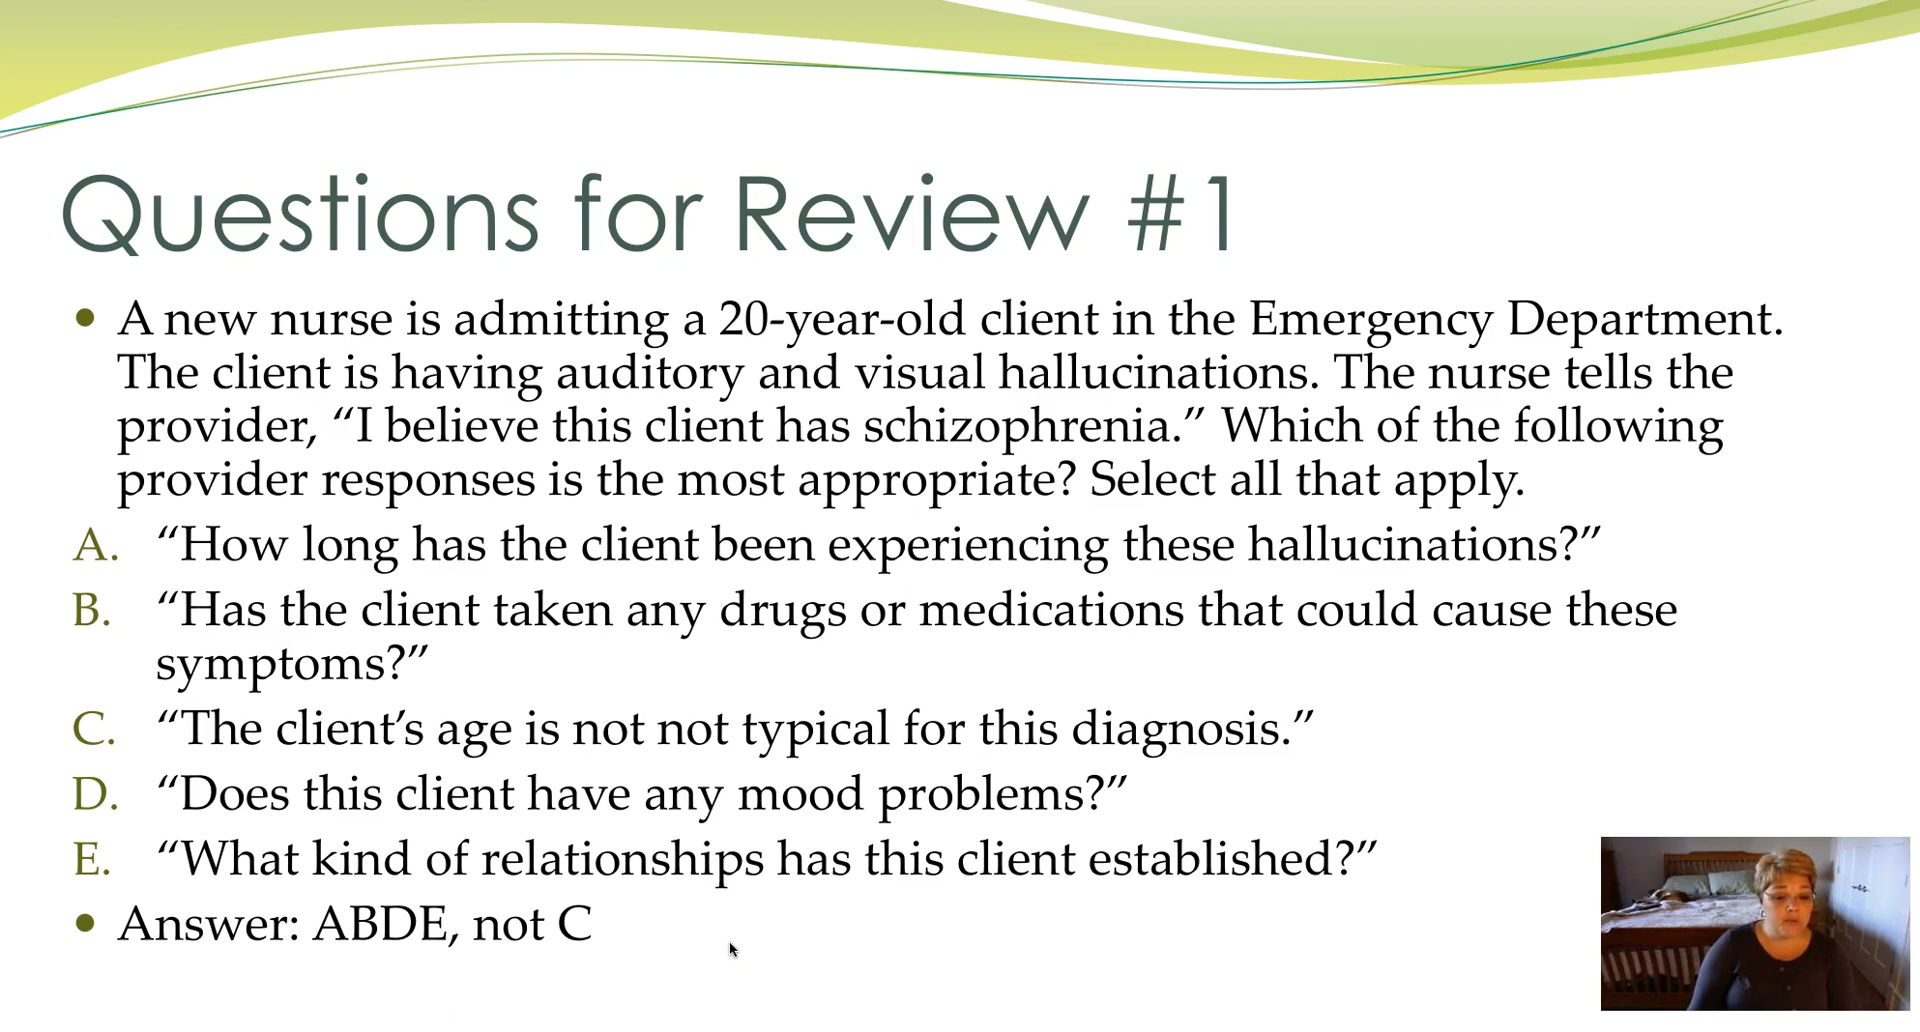 Questions for Review #1
• A new nurse is admitting a 20-year-old client in the Emergency Department.
The client is having auditory and visual hallucinations. The nurse tells the
provider, “I believe this client has schizophrenia.” Which of the following
provider responses is the most appropriate? Select all that apply.
A. “How long has the client been experiencing these hallucinations?”
B. “Has the client taken any drugs or medications that could cause these
symptoms?”
C. “The client’s age is not not typical for this diagnosis.”
D. “Does this client have any mood problems?”
E. “What kind of relationships has this client established?”
• Answer: ABDE, not C